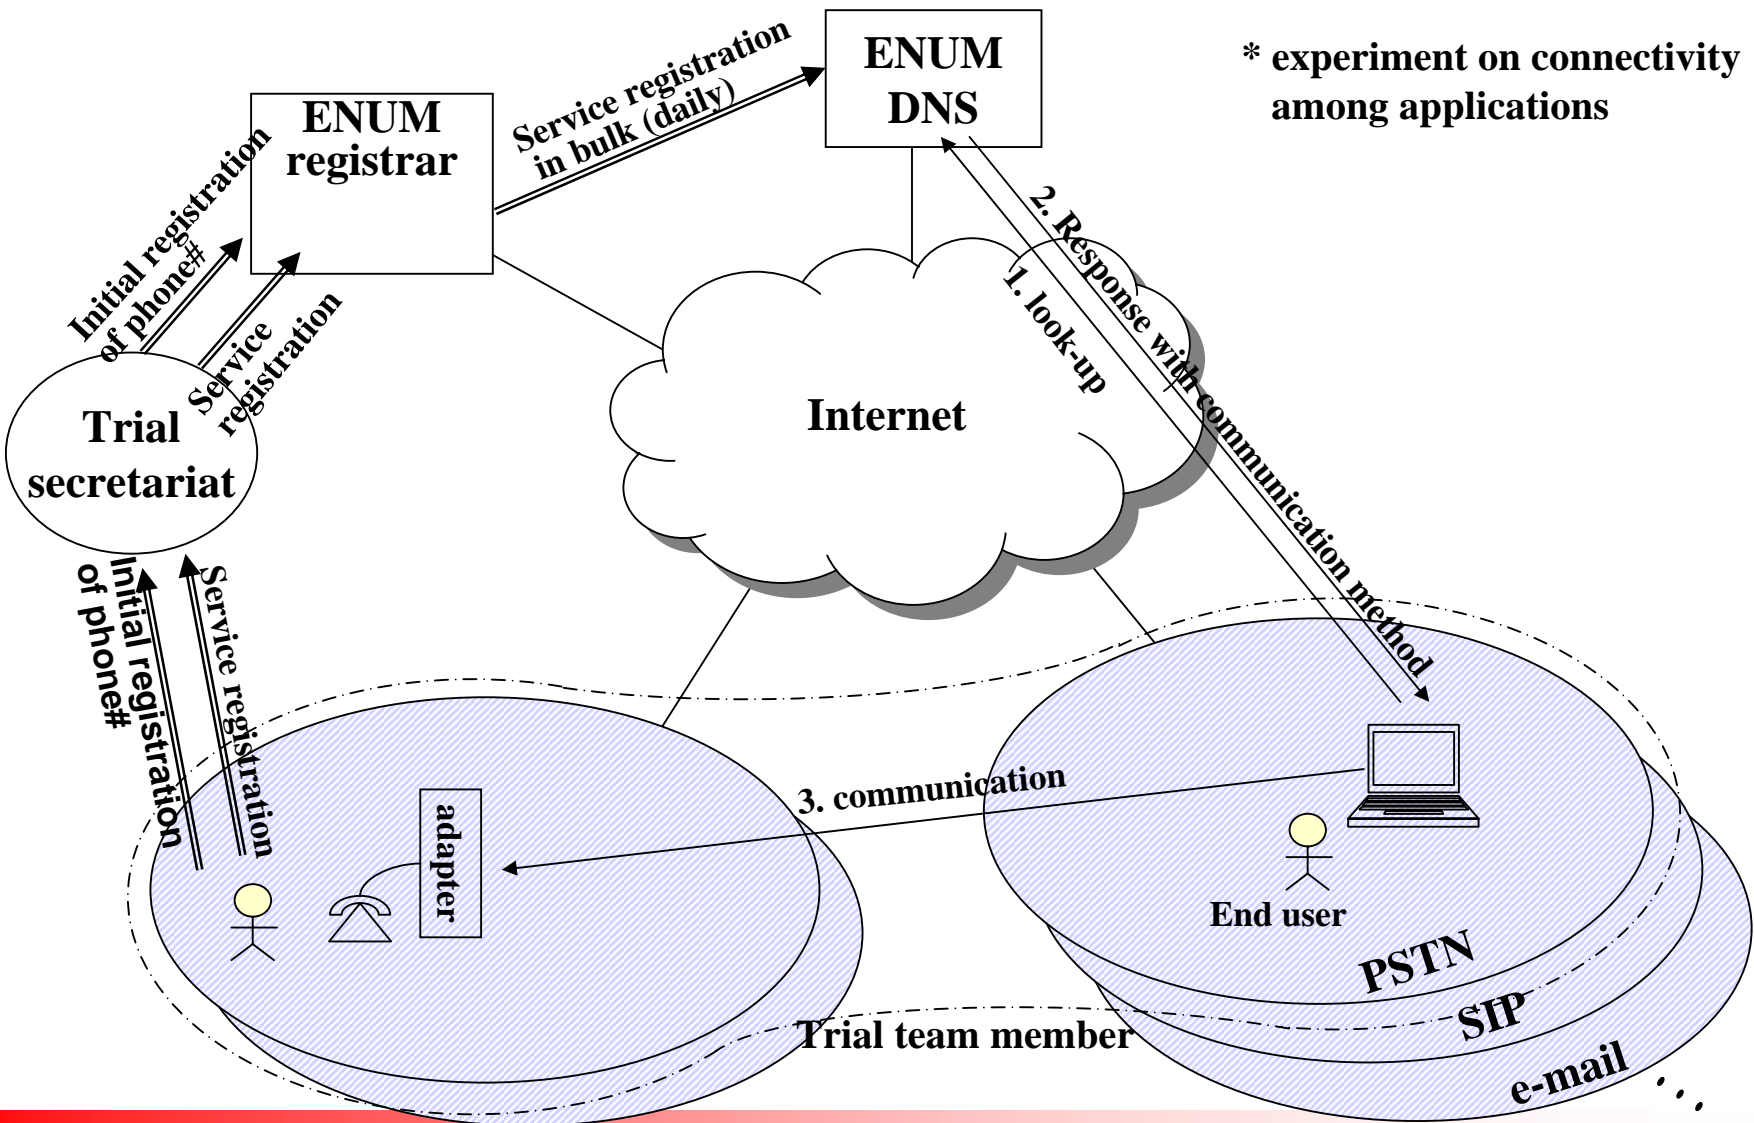 ENUM
DNS
* experiment on connectivity
among applications
Service registration
in bulk (daily)
ENUM
registrar
Initial registration
of phone#
Service
registration
2. Response with communication method
1. look-up
Internet
Trial
secretariat
Initial registration
of phone#
Service registration
3. communication
adapter
End user
PSTN
SIP
e-mail
...
Trial team member